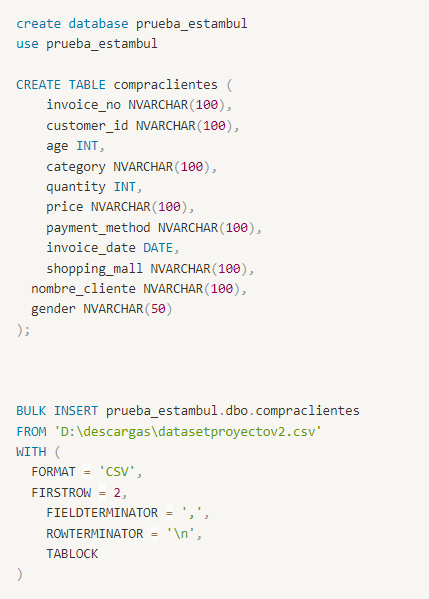 create database prueba_estambul
use prueba_estambul
CREATE TABLE compraclientes (
invoice_no NVARCHAR(100),
customer_id NVARCHAR(100),
age INT,
category NVARCHAR(100),
quantity INT,
price NVARCHAR(100),
payment_method NVARCHAR(100),
invoice_date DATE,
shopping_mall NVARCHAR(100),
nombre_cliente NVARCHAR(100),
gender NVARCHAR(50)
);
BULK INSERT prueba_estambul.dbo.compraclientes
FROM 'D:\descargas\datasetproyectov2.csv'
WITH (
FORMAT = 'CSV',
FIRSTROW = 2,
FIELDTERMINATOR = ',',
ROWTERMINATOR = '\n',
TABLOCK
)